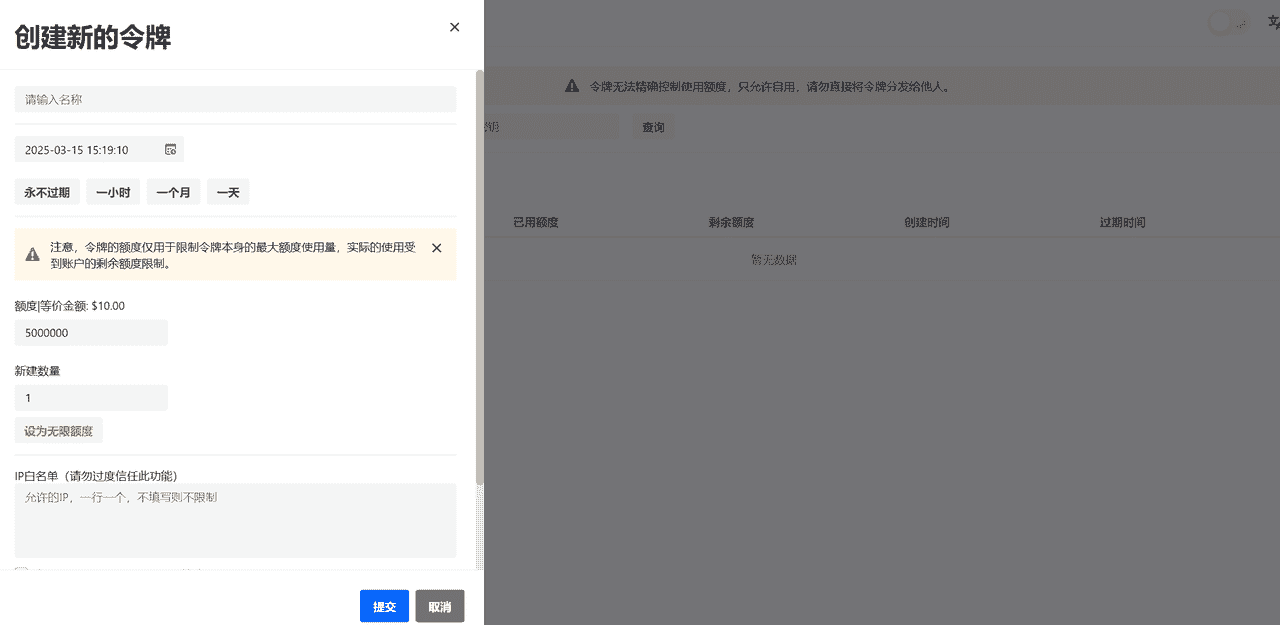 创建新的令牌
请输入名称
2025-03-15 15:19:10
永不过期 一小时 一个月 一天
注意，令牌的额度仅用于限制令牌本身的最大额度使用量，实际的使用受
到账户的剩余额度限制。
额度|等价金额: $10.00
5000000
新建数量
1
设为无限额度
IP白名单（请勿过度信任此功能）
允许的IP，一行一个，不填写则不限制
提交 取消
令牌无法精确控制使用额度，只允许自用，请勿直接将令牌分发给他人。
查询
已用额度 剩余额度 创建时间 过期时间
暂无数据